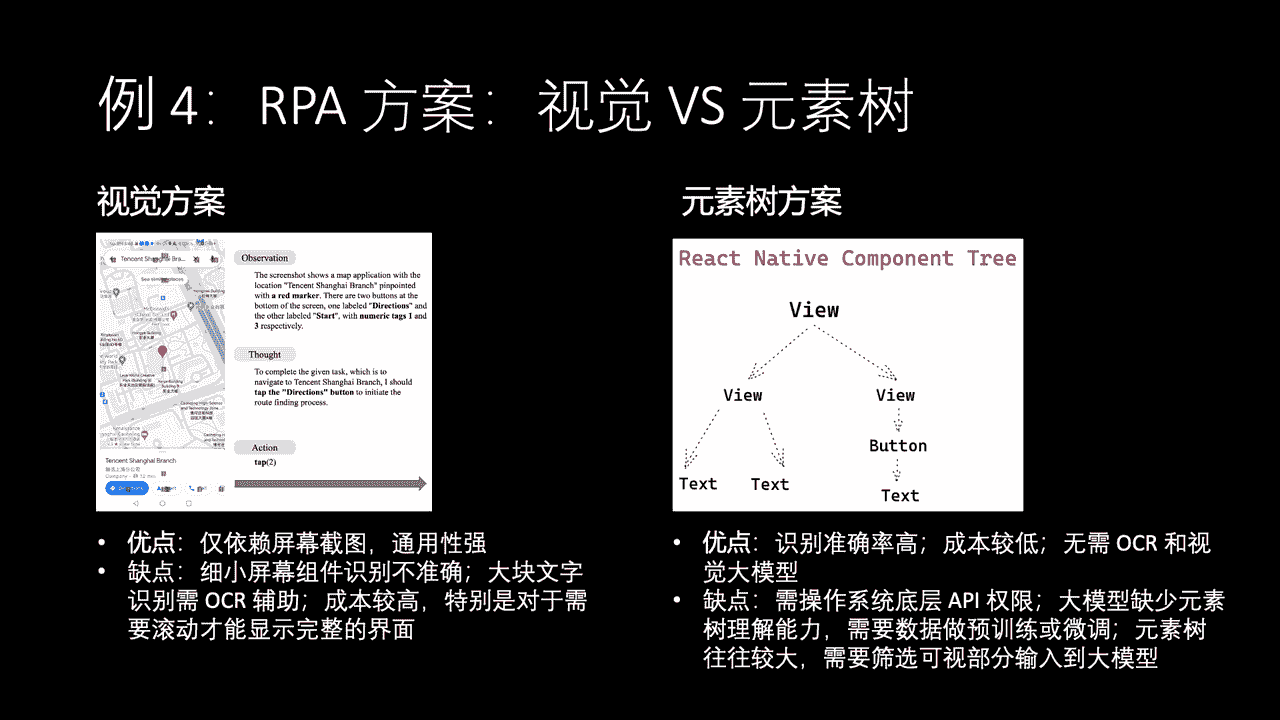 例 4：RPA 方案：视觉 VS 元素树
视觉方案
Tencent Shanghai Bra...
Tencent Shanghai Branch
Observation
The screenshot shows a map application with the
location "Tencent Shanghai Branch" pinpointed
with a red marker. There are two buttons at the
bottom of the screen, one labeled "Directions" and
the other labeled "Start", with numeric tags 1 and
3 respectively.
Thought
To complete the given task, which is to
navigate to Tencent Shanghai Branch, I should
tap the "Directions" button to initiate the
route finding process.
Action
tap(2)
• 优点：仅依赖屏幕截图，通用性强
• 缺点：细小屏幕组件识别不准确；大块文字
识别需 OCR 辅助；成本较高，特别是对于需
要滚动才能显示完整的界面
元素树方案
React Native Component Tree
View
View
View
Button
Text
Text
Text
• 优点：识别准确率高；成本较低；无需 OCR 和视
觉大模型
• 缺点：需操作系统底层 API 权限；大模型缺少元素
树理解能力，需要数据做预训练或微调；元素树
往往较大，需要筛选可视部分输入到大模型